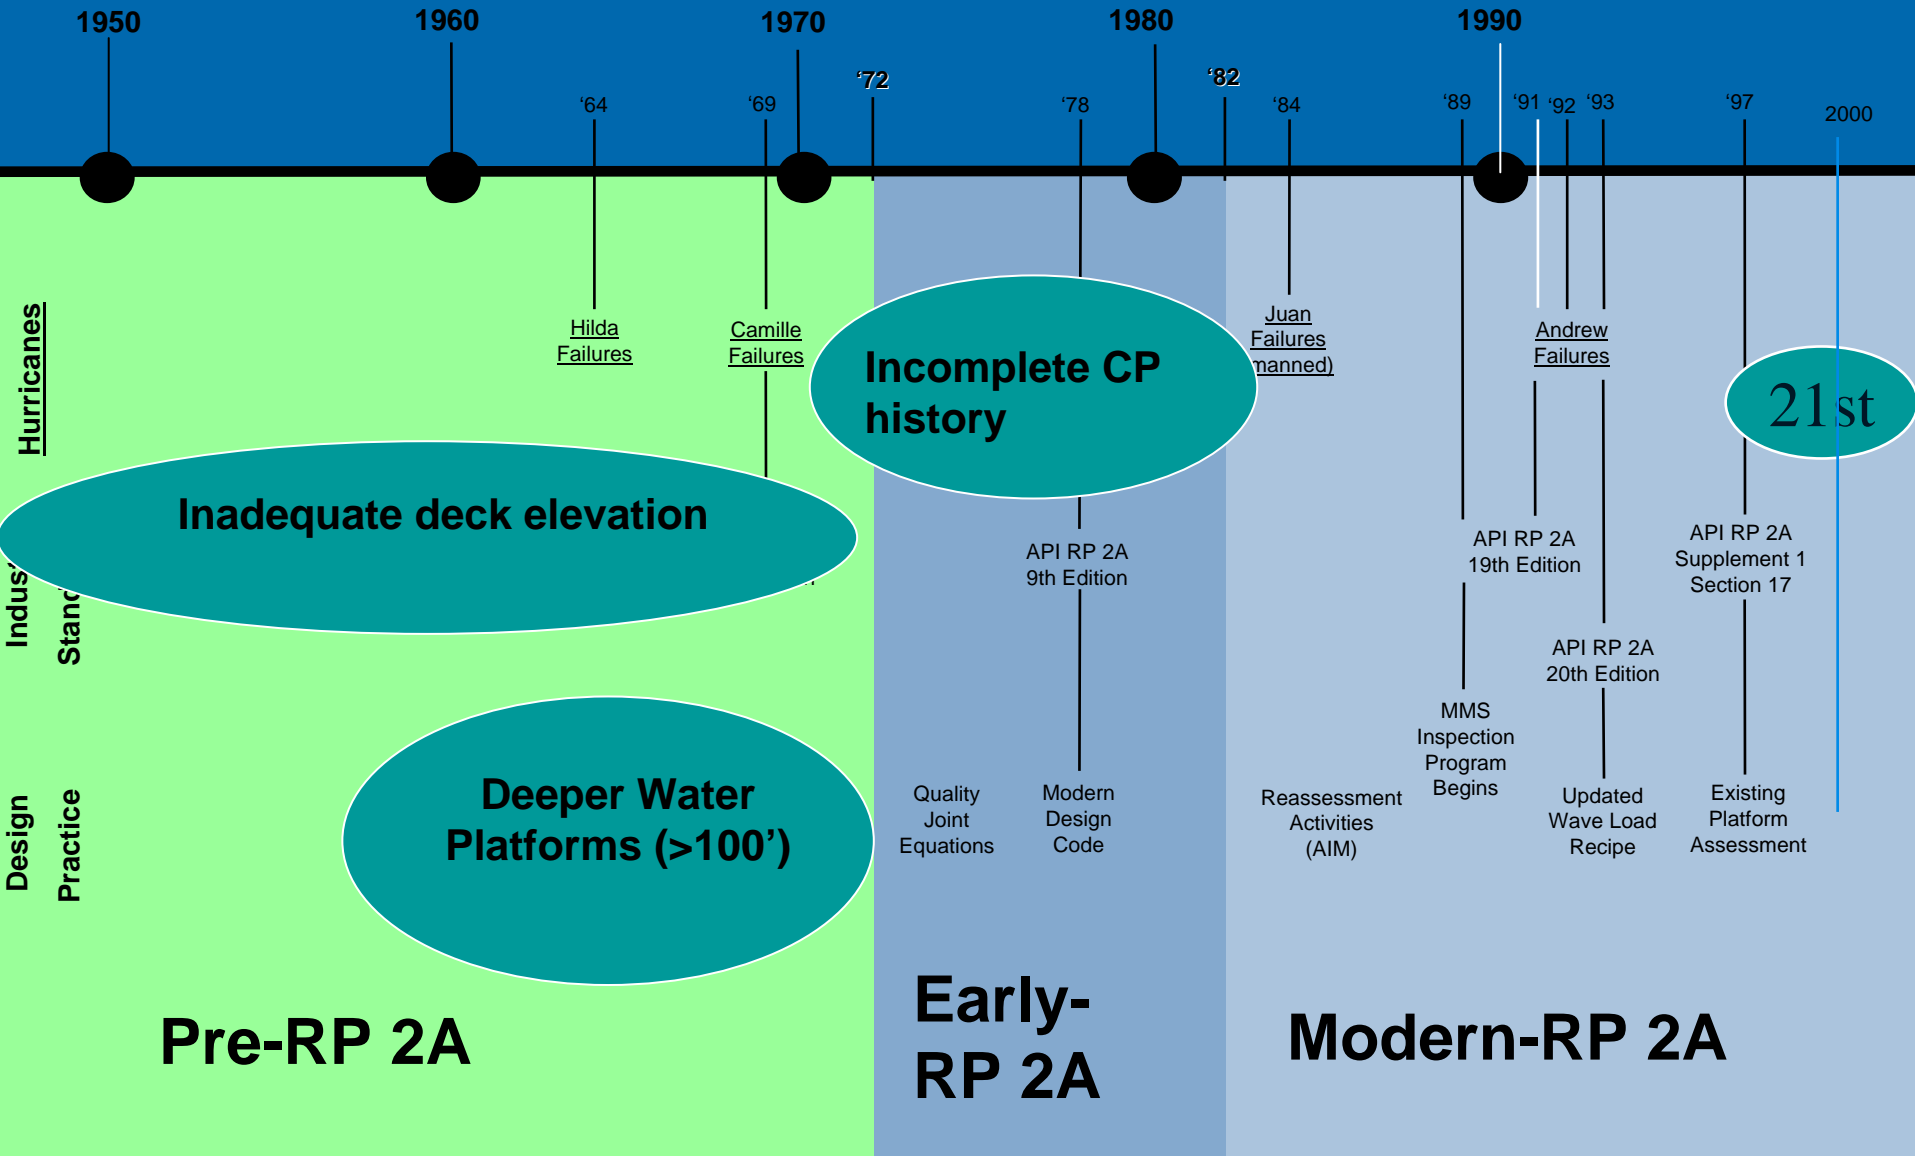 1950
1960
1970
1980
1990
‘72
‘82
‘64
‘69
‘78
‘84
‘89
‘91
‘92
‘93
‘97
2000
Hurricanes
Hilda
Failures
Camille
Failures
Incomplete CP
history
Juan
Failures
manned)
Andrew
Failures
21st
Inadequate deck elevation
API RP 2A
9th Edition
API RP 2A
19th Edition
API RP 2A
Supplement 1
Section 17
API RP 2A
20th Edition
MMS
Inspection
Program
Begins
Design
Practice
Deeper Water
Platforms (>100’)
Quality
Joint
Equations
Modern
Design
Code
Reassessment
Activities
(AIM)
Updated
Wave Load
Recipe
Existing
Platform
Assessment
Pre-RP 2A
Early-
RP 2A
Modern-RP 2A